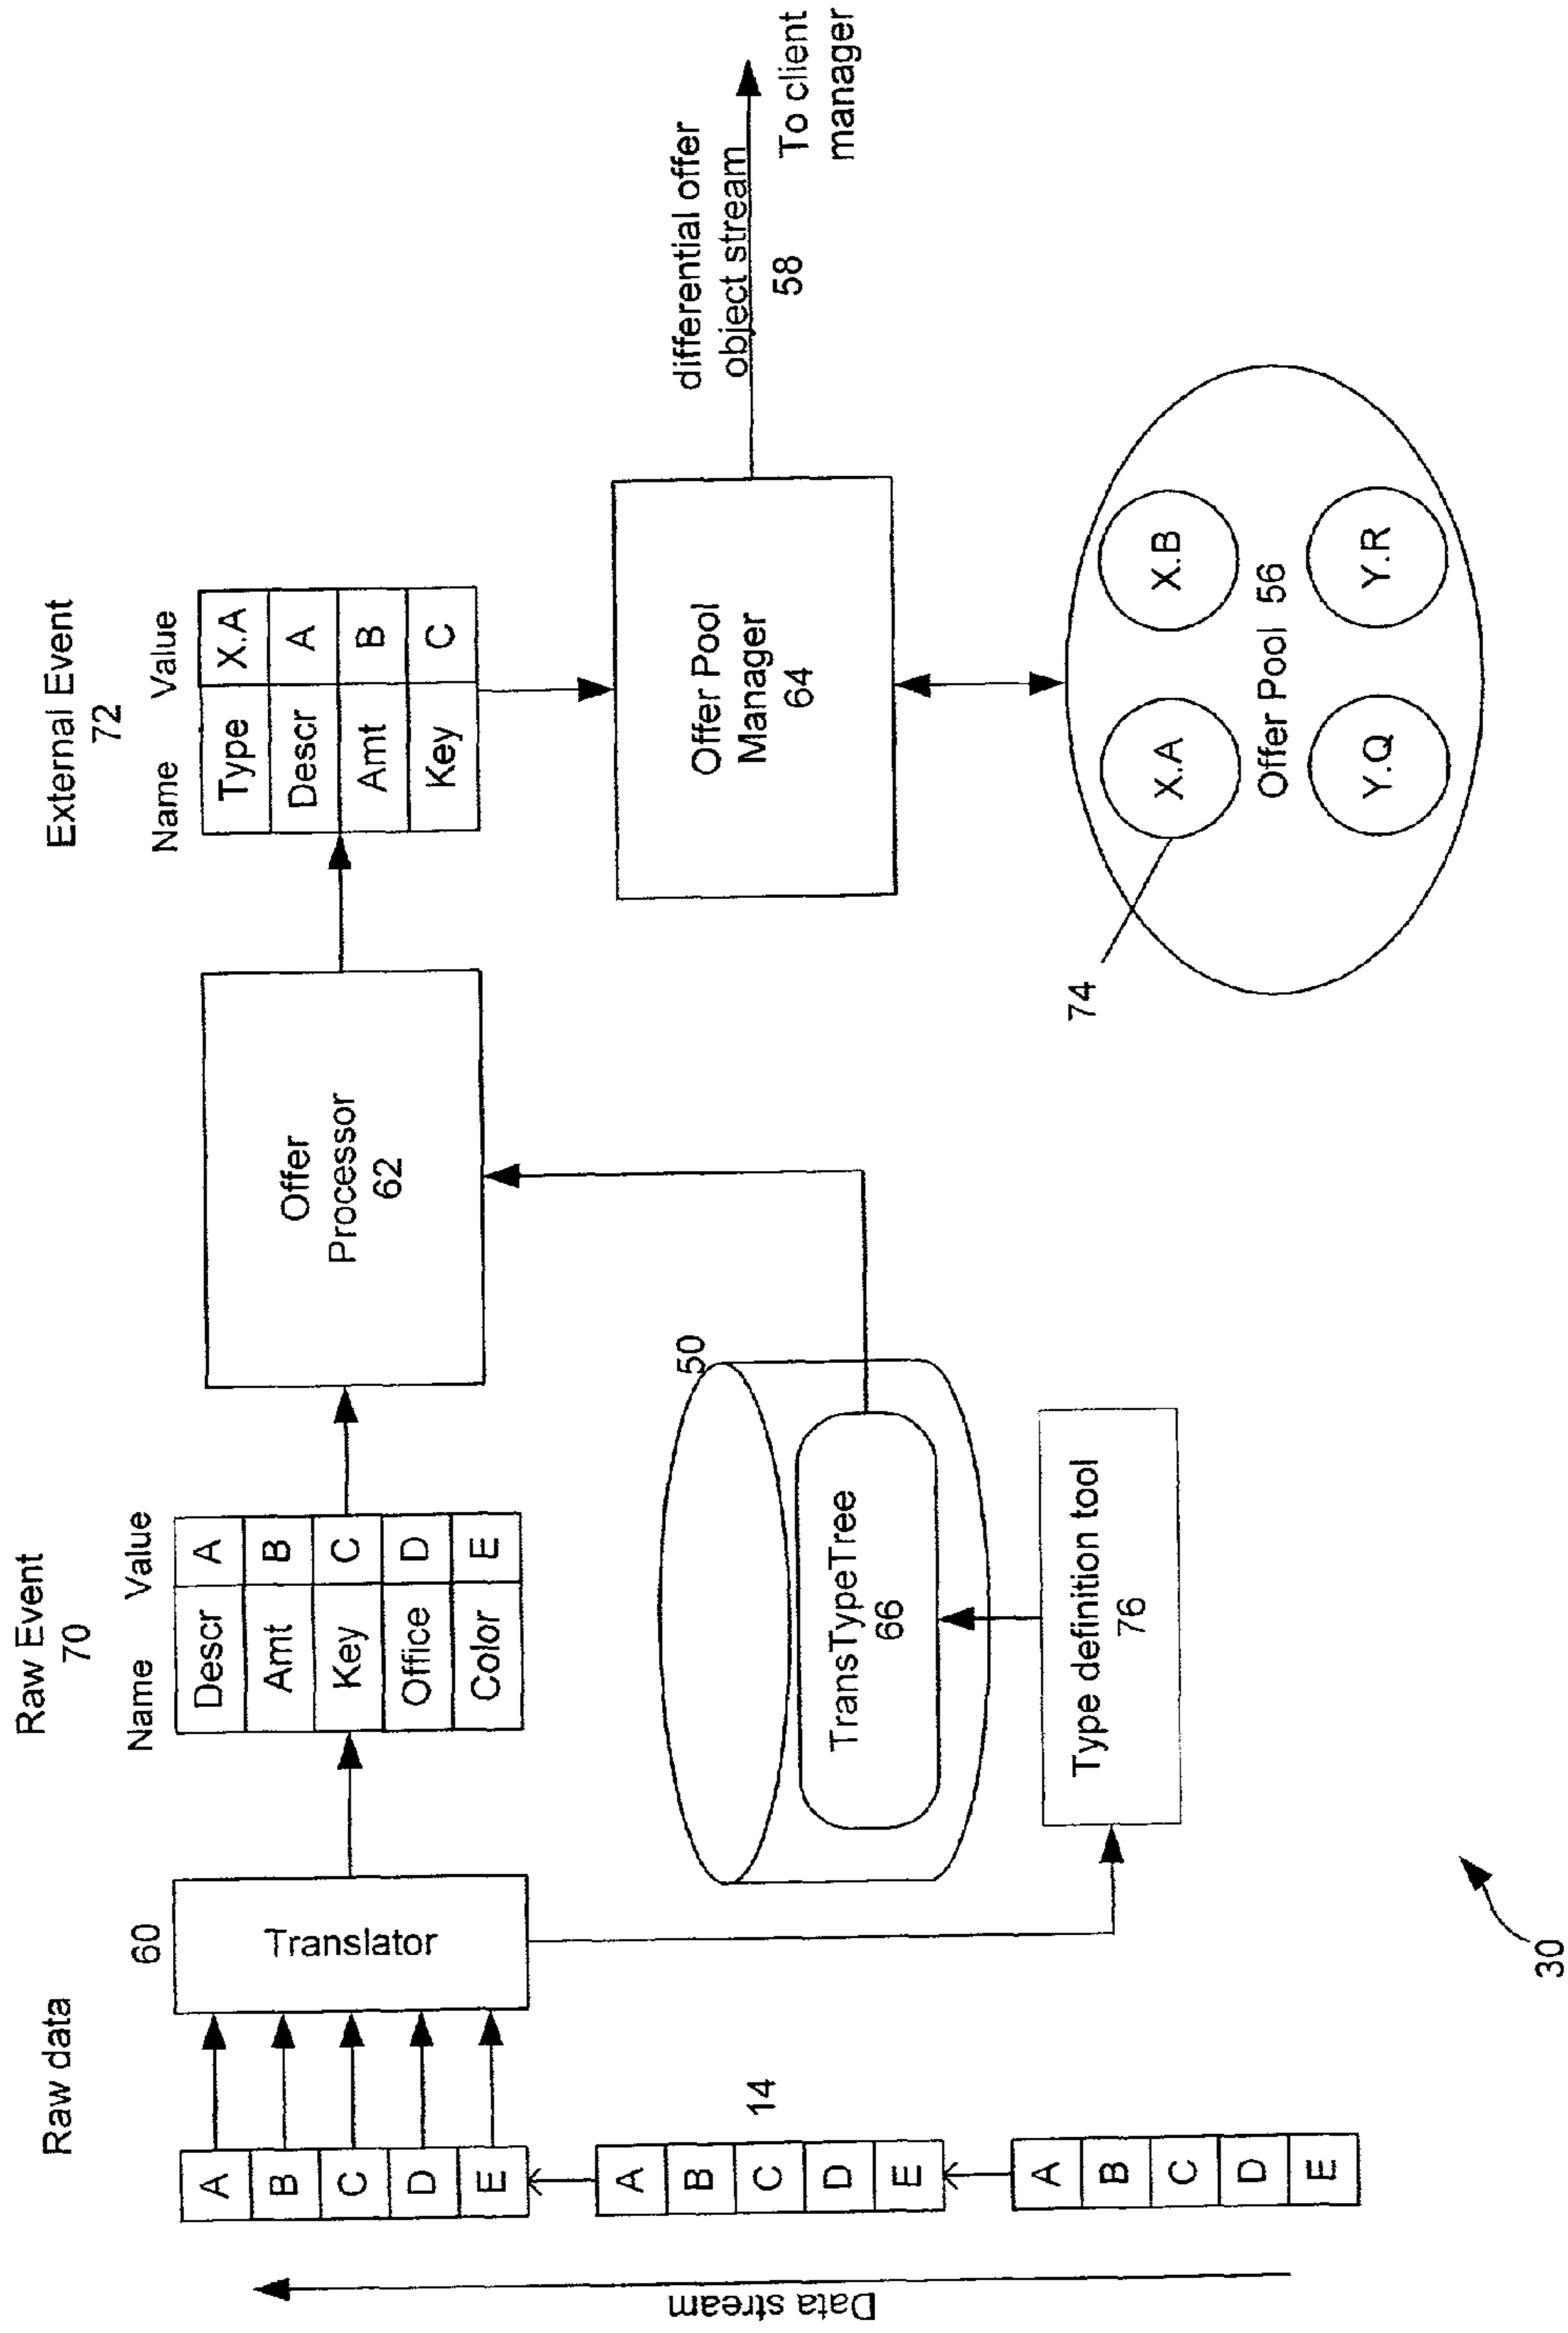 Raw data
Raw Event
70
External Event
72
Name Value
Name Value
60
Translator
A
B
C
D
E
Descr A
Amt B
Key C
Office D
Color E
Offer
Processor
62
Type X.A
Descr A
Amt B
Key C
Data stream
A
B
C
D
E
14
A
B
C
D
E
50
TransTypeTree
66
Type definition tool
76
Offer Pool
Manager
64
differential offer
object stream
58
To client
manager
74
X.A
X.B
Offer Pool 56
Y.Q
Y.R
30